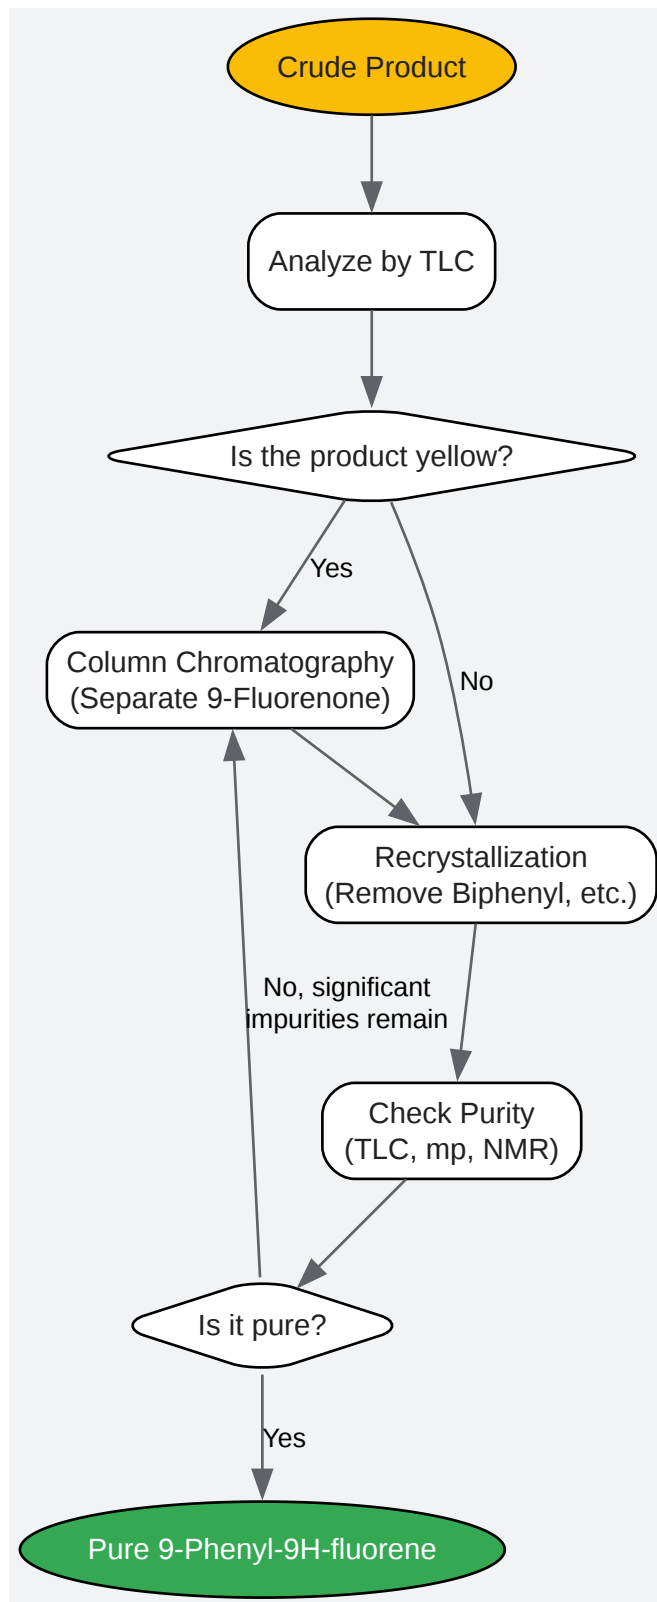 Crude Product
Analyze by TLC
Is the product yellow?
Yes
Column Chromatography
(Separate 9-Fluorenone)
No
Recrystallization
(Remove Biphenyl, etc.)
No, significant
impurities remain
Check Purity
(TLC, mp, NMR)
Is it pure?
Yes
Pure 9-Phenyl-9H-fluorene